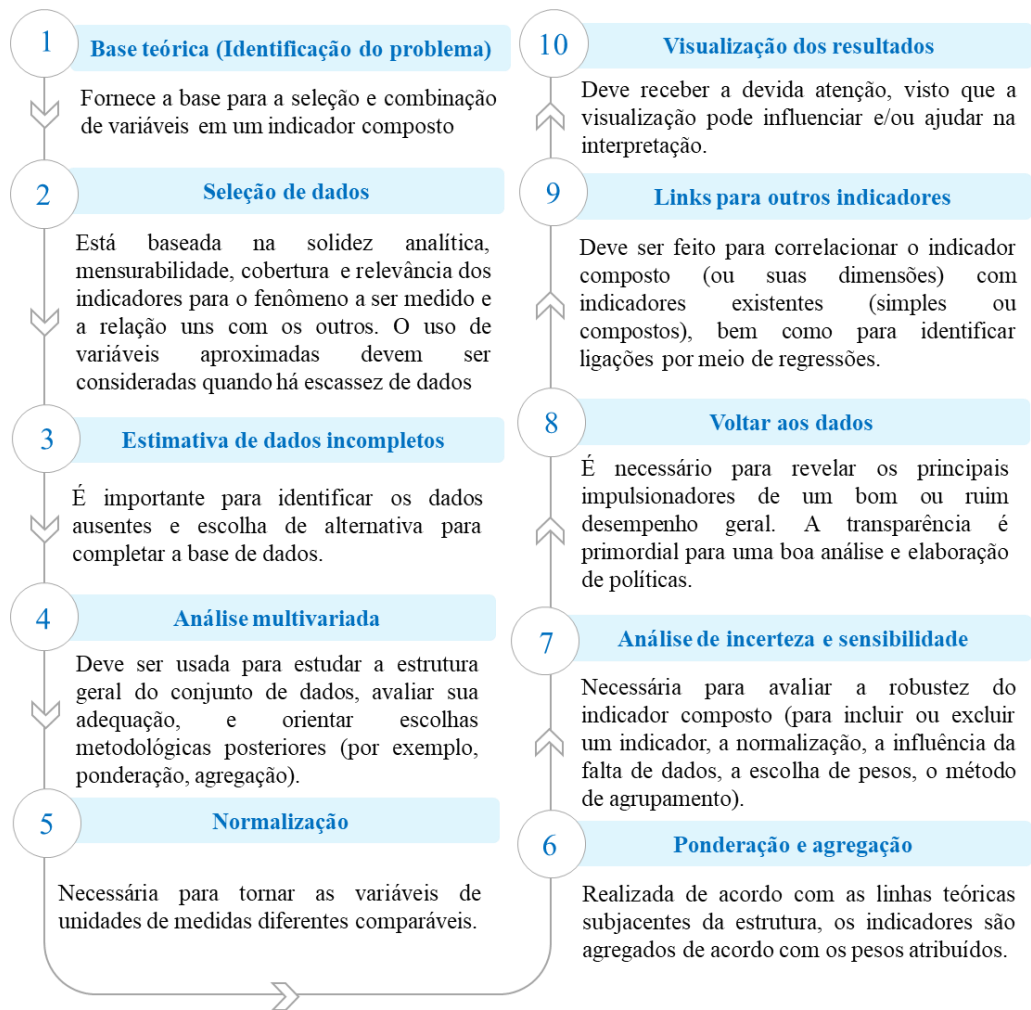 1
Base teórica (Identificação do problema)
Fornece a base para a seleção e combinação
de variáveis em um indicador composto
2
Seleção de dados
Está baseada na solidez analítica,
mensurabilidade, cobertura e relevância dos
indicadores para o fenômeno a ser medido e
a relação uns com os outros. O uso de
variáveis aproximadas devem ser
consideradas quando há escassez de dados
3
Estimativa de dados incompletos
É importante para identificar os dados
ausentes e escolha de alternativa para
completar a base de dados.
4
Análise multivariada
Deve ser usada para estudar a estrutura
geral do conjunto de dados, avaliar sua
adequação, e orientar escolhas
metodológicas posteriores (por exemplo,
ponderação, agregação).
5
Normalização
Necessária para tornar as variáveis de
unidades de medidas diferentes comparáveis.
6
Ponderação e agregação
Realizada de acordo com as linhas teóricas
subjacentes da estrutura, os indicadores são
agregados de acordo com os pesos atribuídos.
7
Análise de incerteza e sensibilidade
Necessária para avaliar a robustez do
indicador composto (para incluir ou excluir
um indicador, a normalização, a influência da
falta de dados, a escolha de pesos, o método
de agrupamento).
8
Voltar aos dados
É necessário para revelar os principais
impulsionadores de um bom ou ruim
desempenho geral. A transparência é
primordial para uma boa análise e elaboração
de políticas.
9
Links para outros indicadores
Deve ser feito para correlacionar o indicador
composto (ou suas dimensões) com
indicadores existentes (simples ou
compostos), bem como para identificar
ligações por meio de regressões.
10
Visualização dos resultados
Deve receber a devida atenção, visto que a
visualização pode influenciar e/ou ajudar na
interpretação.